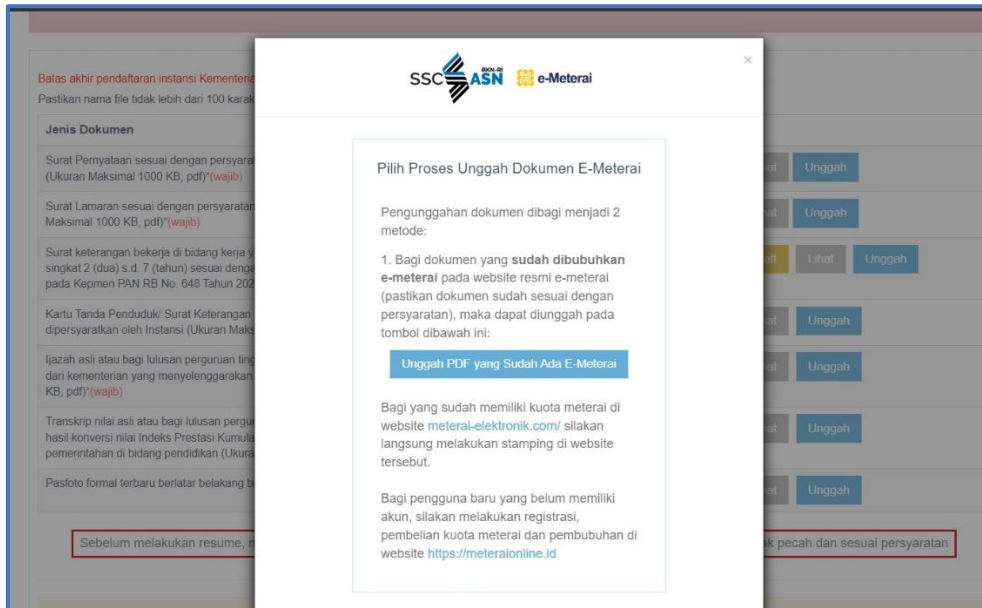 SSC ASN BKN-RI e-Meterai
×
Pilih Proses Unggah Dokumen E-Meterai
Pengunggahan dokumen dibagi menjadi 2
metode:
1. Bagi dokumen yang sudah dibubuhkan
e-meterai pada website resmi e-meterai
(pastikan dokumen sudah sesuai dengan
persyaratan), maka dapat diunggah pada
tombol dibawah ini:
Unggah PDF yang Sudah Ada E-Meterai
Bagi yang sudah memiliki kuota meterai di
website meterai-elektronik.com/ silakan
langsung melakukan stamping di website
tersebut.
Bagi pengguna baru yang belum memiliki
akun, silakan melakukan registrasi,
pembelian kuota meterai dan pembubuhan di
website https://meteraionline.id
Batas akhir pendaftaran instansi
Pastikan nama file tidak lebih dari 100
Jenis Dokumen
Surat Pernyataan sesuai dengan
(Ukuran Maksimal 1000 KB, pdf)*(wajib)
Unggah
Surat Lamaran sesuai dengan persyaratan
Maksimal 1000 KB, pdf)*(wajib)
Unggah
Surat keterangan bekerja di bidang kerja
singkat 2 (dua) s.d. 7 (tahun) sesuai
pada Kepmen PAN RB No. 648 Tahun
Lihat Unggah
Kartu Tanda Penduduk/ Surat Keterangan
dipersyaratkan oleh Instansi (Ukuran
Unggah
Ijazah asli atau bagi lulusan perguruan
dari kementerian yang menyelenggarakan
KB, pdf)*(wajib)
Unggah
Transkrip nilai asli atau bagi lulusan
hasil konversi nilai Indeks Prestasi
pemerintahan di bidang pendidikan
Unggah
Pasfoto formal terbaru berlatar belakang
Unggah
Sebelum melakukan resume,
pecah dan sesuai persyaratan